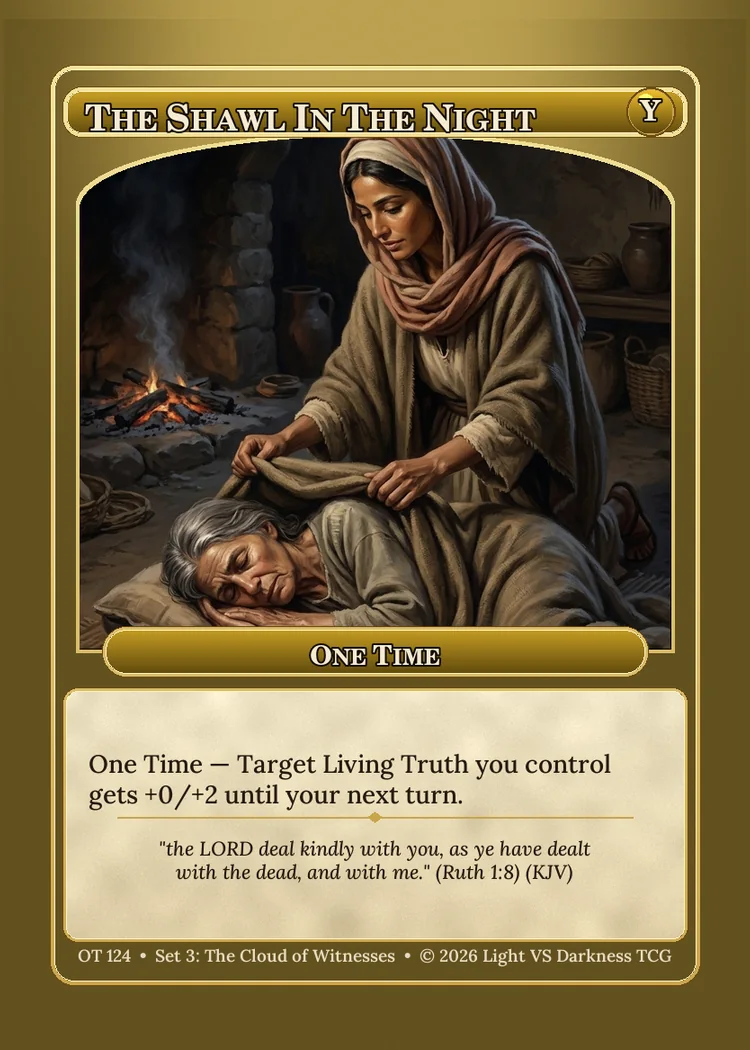 The Shawl In The Night
Y
One Time
One Time — Target Living Truth you control
gets +0/+2 until your next turn.
"the LORD deal kindly with you, as ye have dealt
with the dead, and with me." (Ruth 1:8) (KJV)
OT 124 • Set 3: The Cloud of Witnesses • © 2026 Light VS Darkness TCG